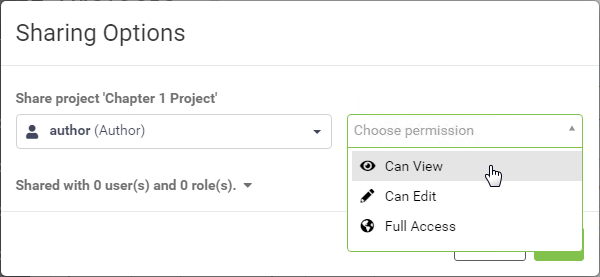 Sharing Options
Share project 'Chapter 1 Project'
author (Author)
Choose permission
Can View
Can Edit
Full Access
Shared with 0 user(s) and 0 role(s).